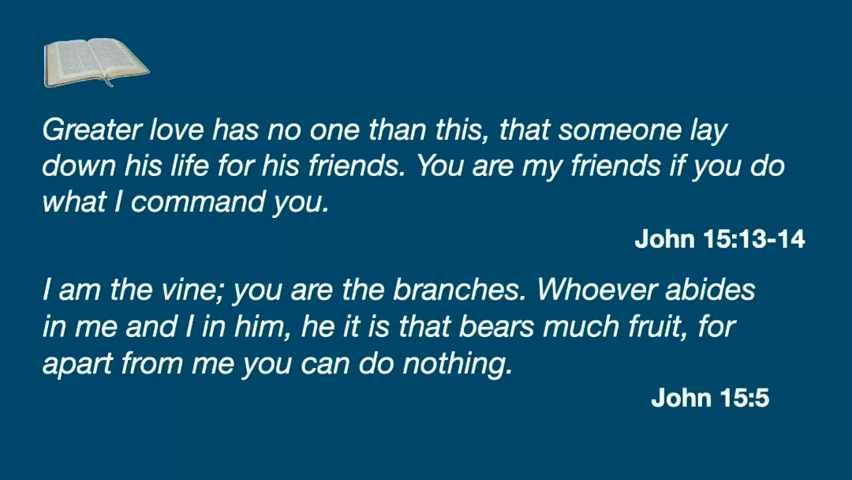 Greater love has no one than this, that someone lay
down his life for his friends. You are my friends if you do
what I command you.
John 15:13-14
I am the vine; you are the branches. Whoever abides
in me and I in him, he it is that bears much fruit, for
apart from me you can do nothing.
John 15:5